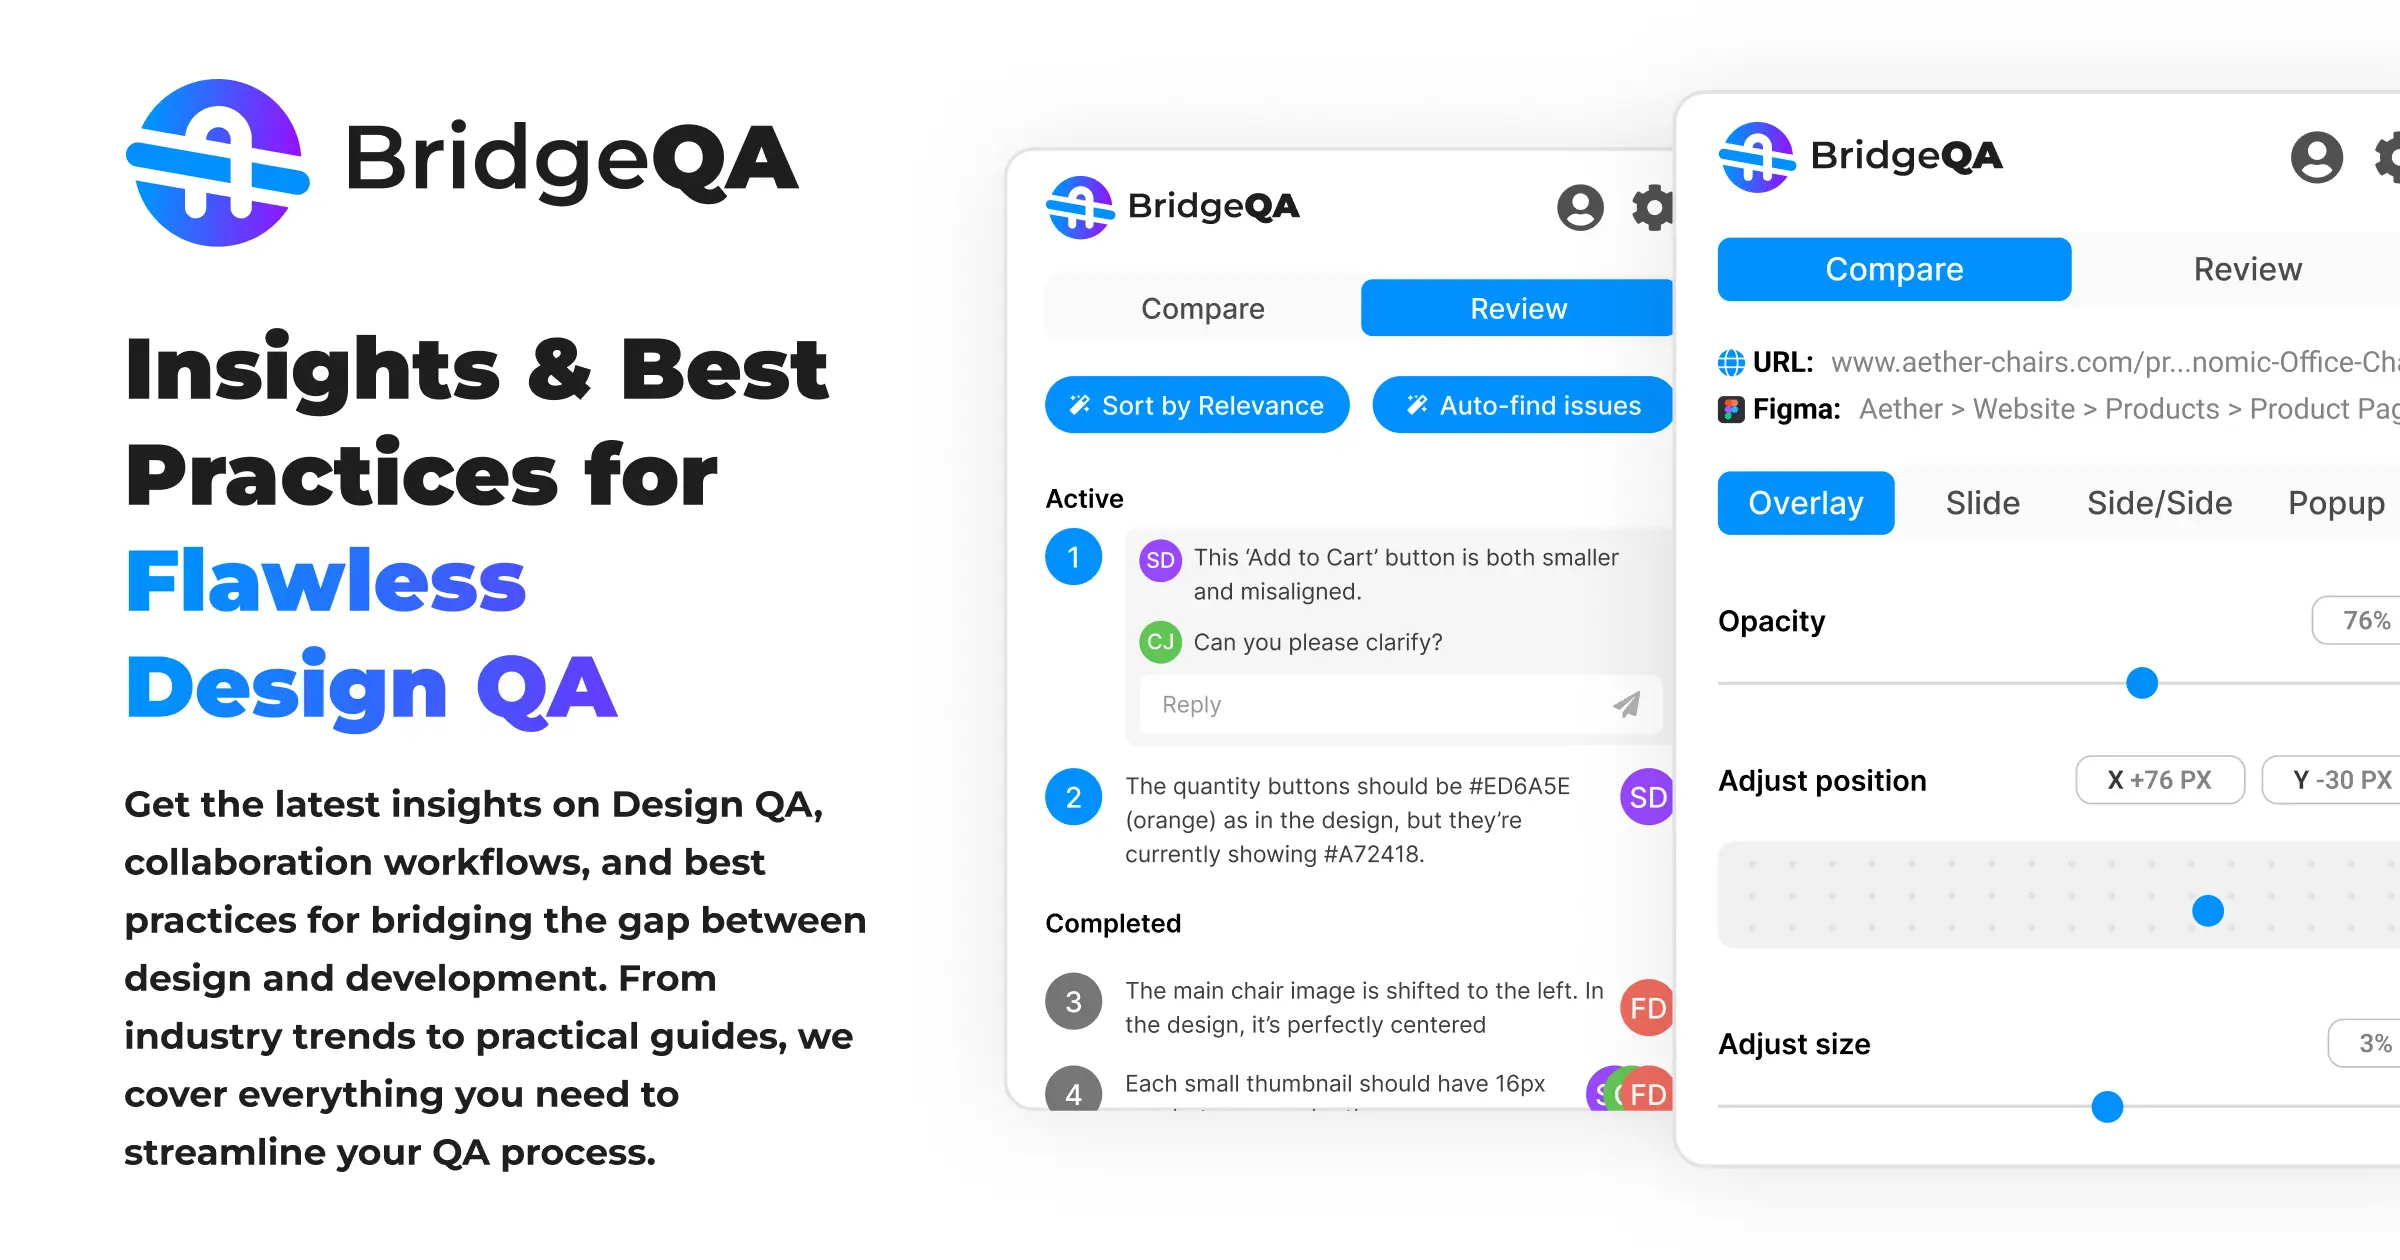 BridgeQA
Insights & Best
Practices for
Flawless
Design QA
Get the latest insights on Design QA,
collaboration workflows, and best
practices for bridging the gap between
design and development. From
industry trends to practical guides, we
cover everything you need to
streamline your QA process.
BridgeQA
Compare
Review
Sort by Relevance
Auto-find issues
Active
1
SD
This ‘Add to Cart’ button is both smaller
and misaligned.
CJ
Can you please clarify?
Reply
2
The quantity buttons should be #ED6A5E
(orange) as in the design, but they’re
currently showing #A72418.
SD
Completed
3
The main chair image is shifted to the left. In
the design, it’s perfectly centered
FD
4
Each small thumbnail should have 16px
FD
BridgeQA
Compare
Review
URL: www.aether-chairs.com/pr...nomic-Office-Cha
Figma: Aether > Website > Products > Product Pag
Overlay
Slide
Side/Side
Popup
Opacity
76%
Adjust position
X +76 PX
Y -30 PX
Adjust size
3%